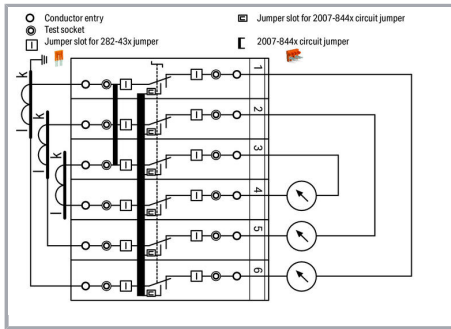 Conductor entry
Test socket
Jumper slot for 282-43x jumper
Jumper slot for 2007-844x circuit jumper
2007-844x circuit jumper
k
l
k
l
k
l
1
2
3
4
5
6